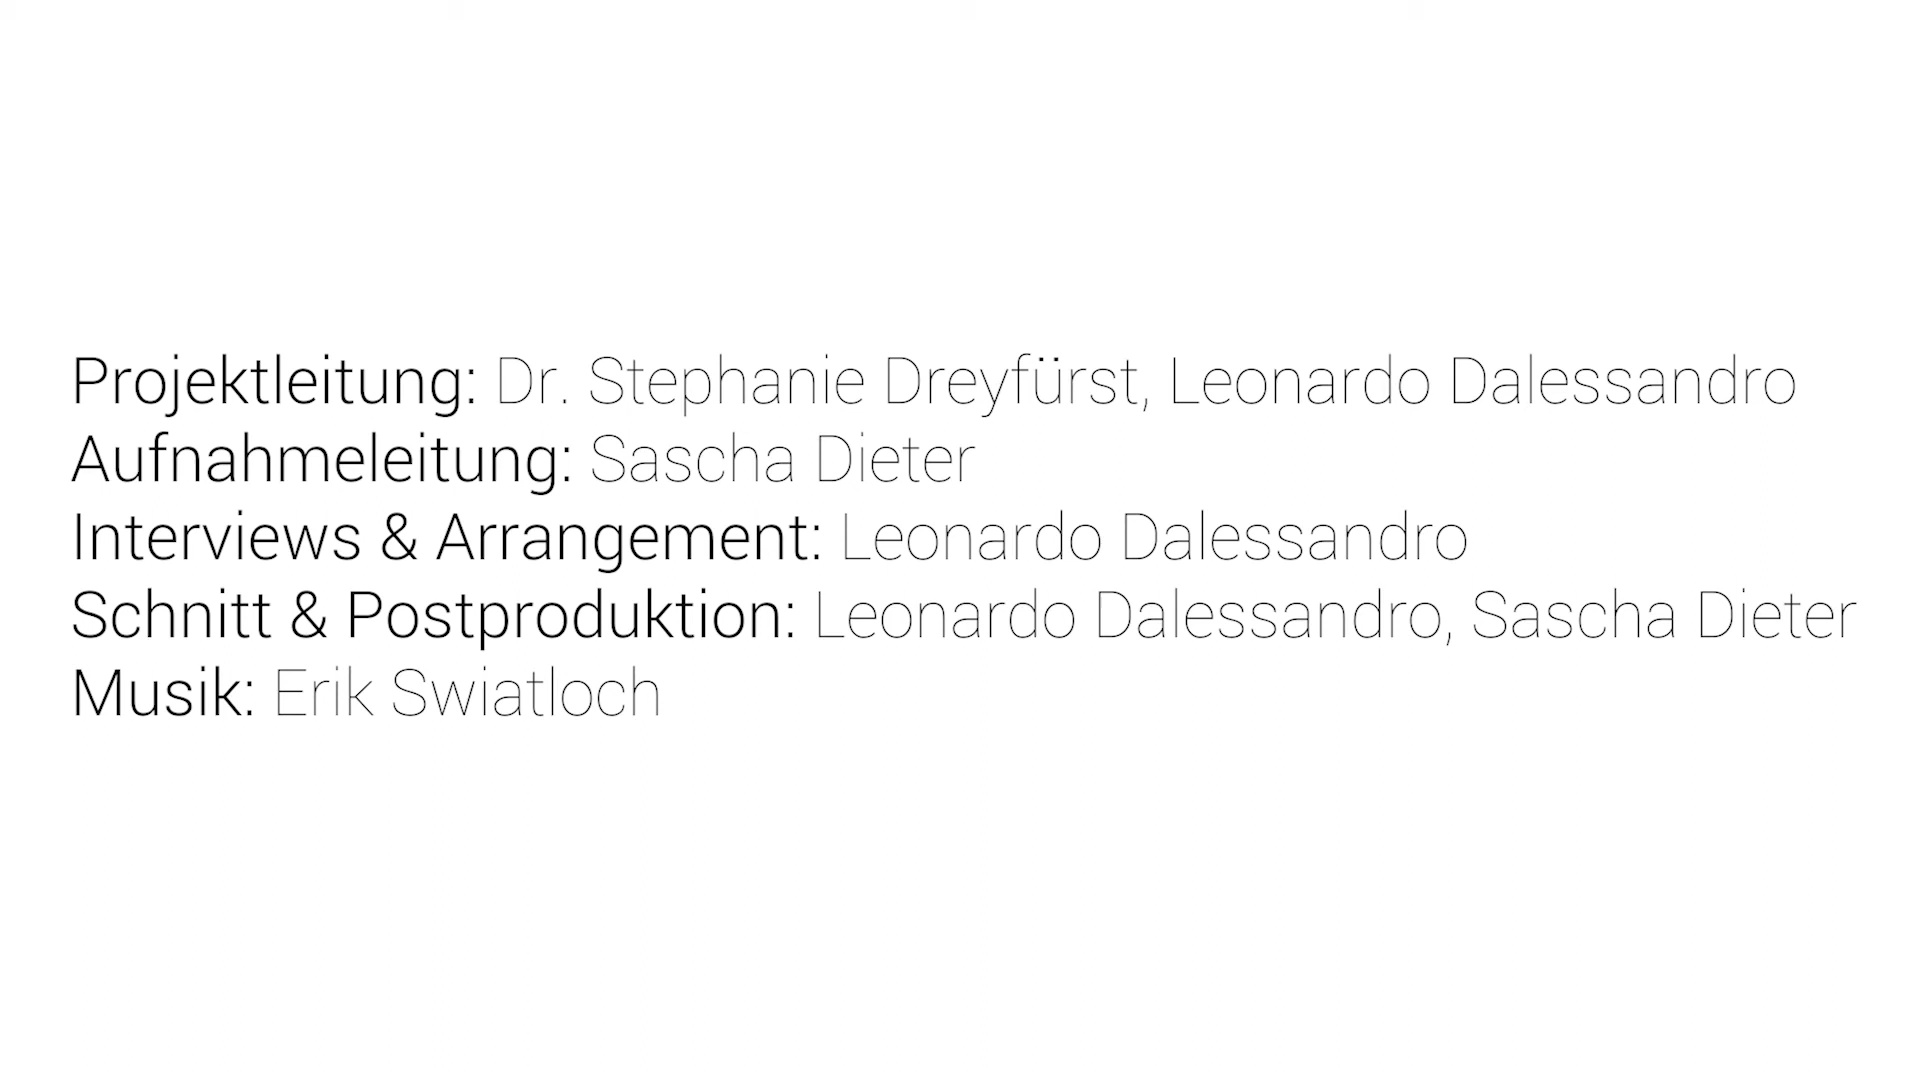 Projektleitung: Dr. Stephanie Dreyfürst, Leonardo Dalessandro
Aufnahmeleitung: Sascha Dieter
Interviews & Arrangement: Leonardo Dalessandro
Schnitt & Postproduktion: Leonardo Dalessandro, Sascha Dieter
Musik: Erik Swiatloch